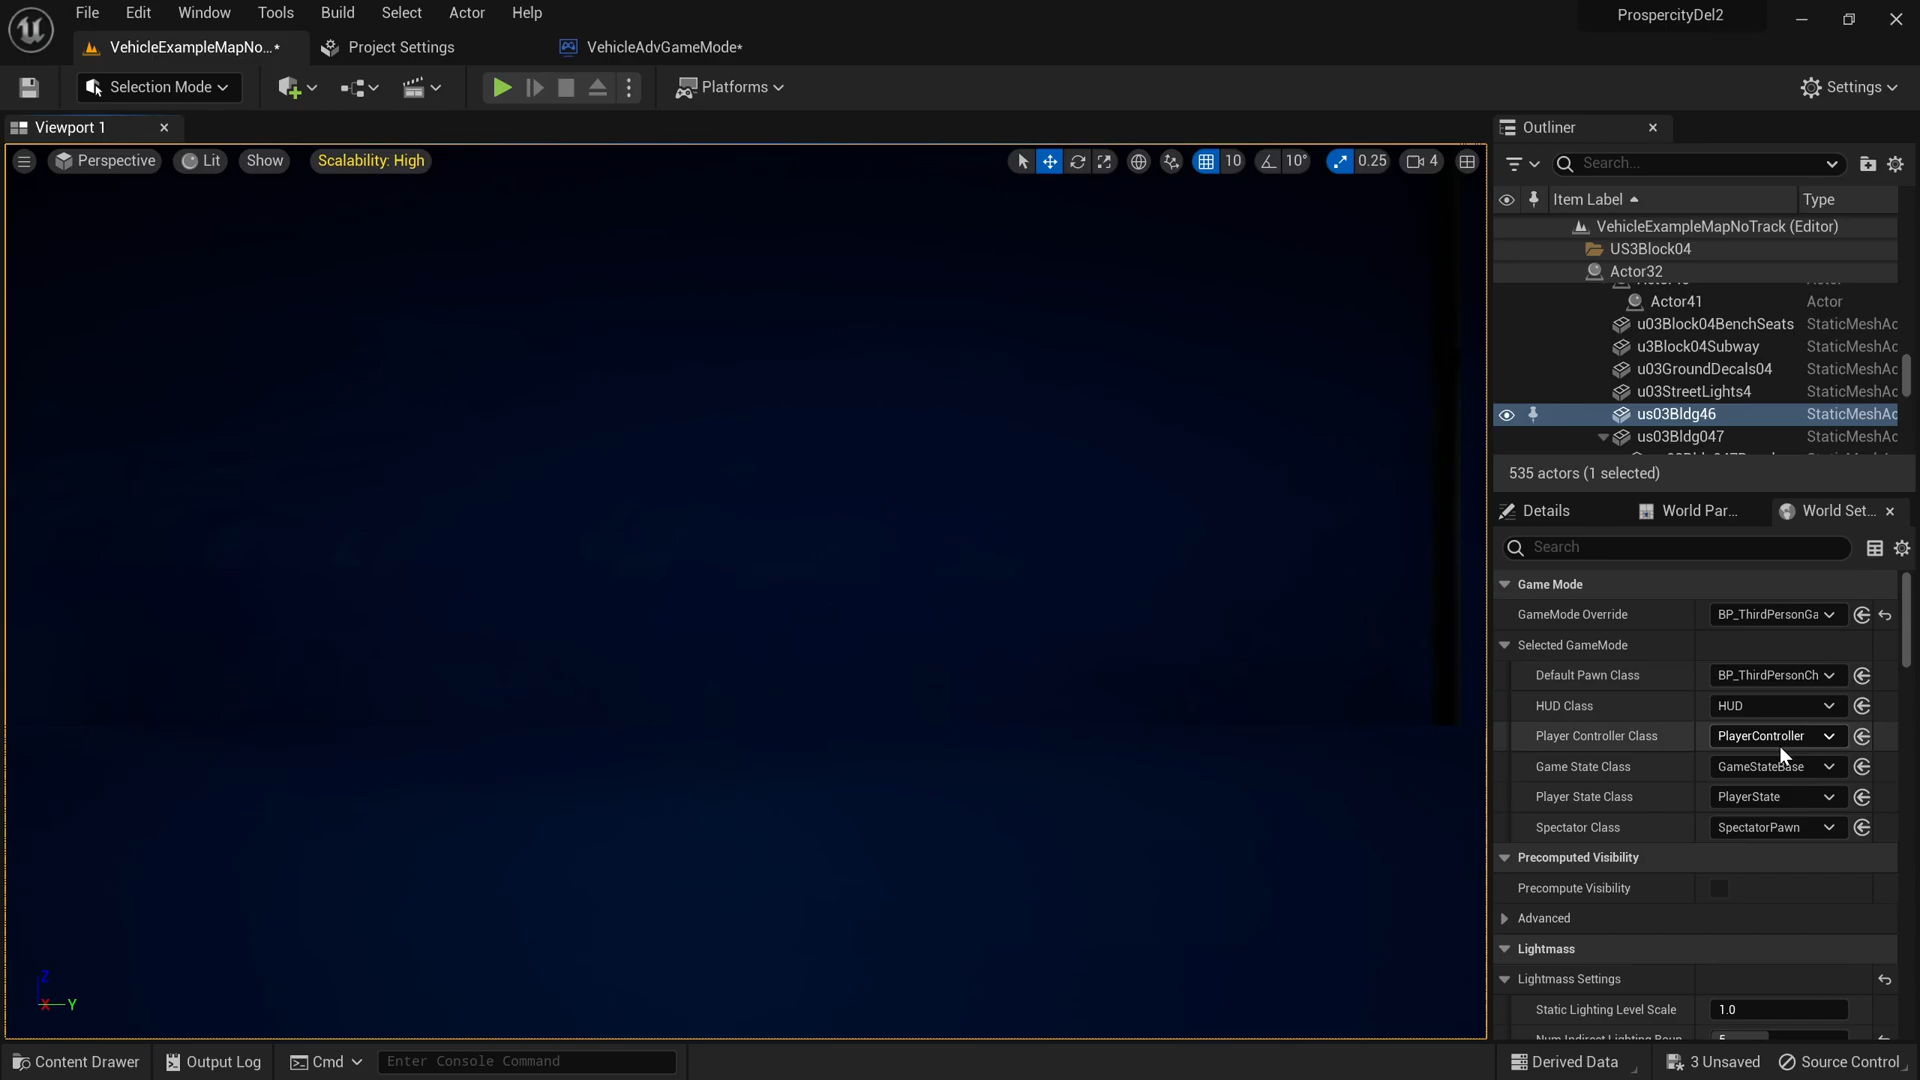 File Edit Window Tools Build Select Actor Help
ProspercityDel2
VehicleExampleMapNo...* Project Settings VehicleAdvGameMode*
Selection Mode Platforms Settings
Viewport 1
Outliner
Perspective Lit Show Scalability: High 10 10° 0.25 4
Search...
Item Label Type
VehicleExampleMapNoTrack (Editor)
US3Block04
Actor32
Actor41 Actor
u03Block04BenchSeats StaticMeshAc
u3Block04Subway StaticMeshAc
u03GroundDecals04 StaticMeshAc
u03StreetLights4 StaticMeshAc
us03Bldg46 StaticMeshAc
us03Bldg047 StaticMeshAc
535 actors (1 selected)
Details World Par... World Set...
Search
Game Mode
GameMode Override BP_ThirdPersonGa
Selected GameMode
Default Pawn Class BP_ThirdPersonCh
HUD Class HUD
Player Controller Class PlayerController
Game State Class GameStateBase
Player State Class PlayerState
Spectator Class SpectatorPawn
Precomputed Visibility
Precompute Visibility
Advanced
Lightmass
Lightmass Settings
Static Lighting Level Scale 1.0
Z
X Y
Content Drawer Output Log Cmd Enter Console Command Derived Data 3 Unsaved Source Control